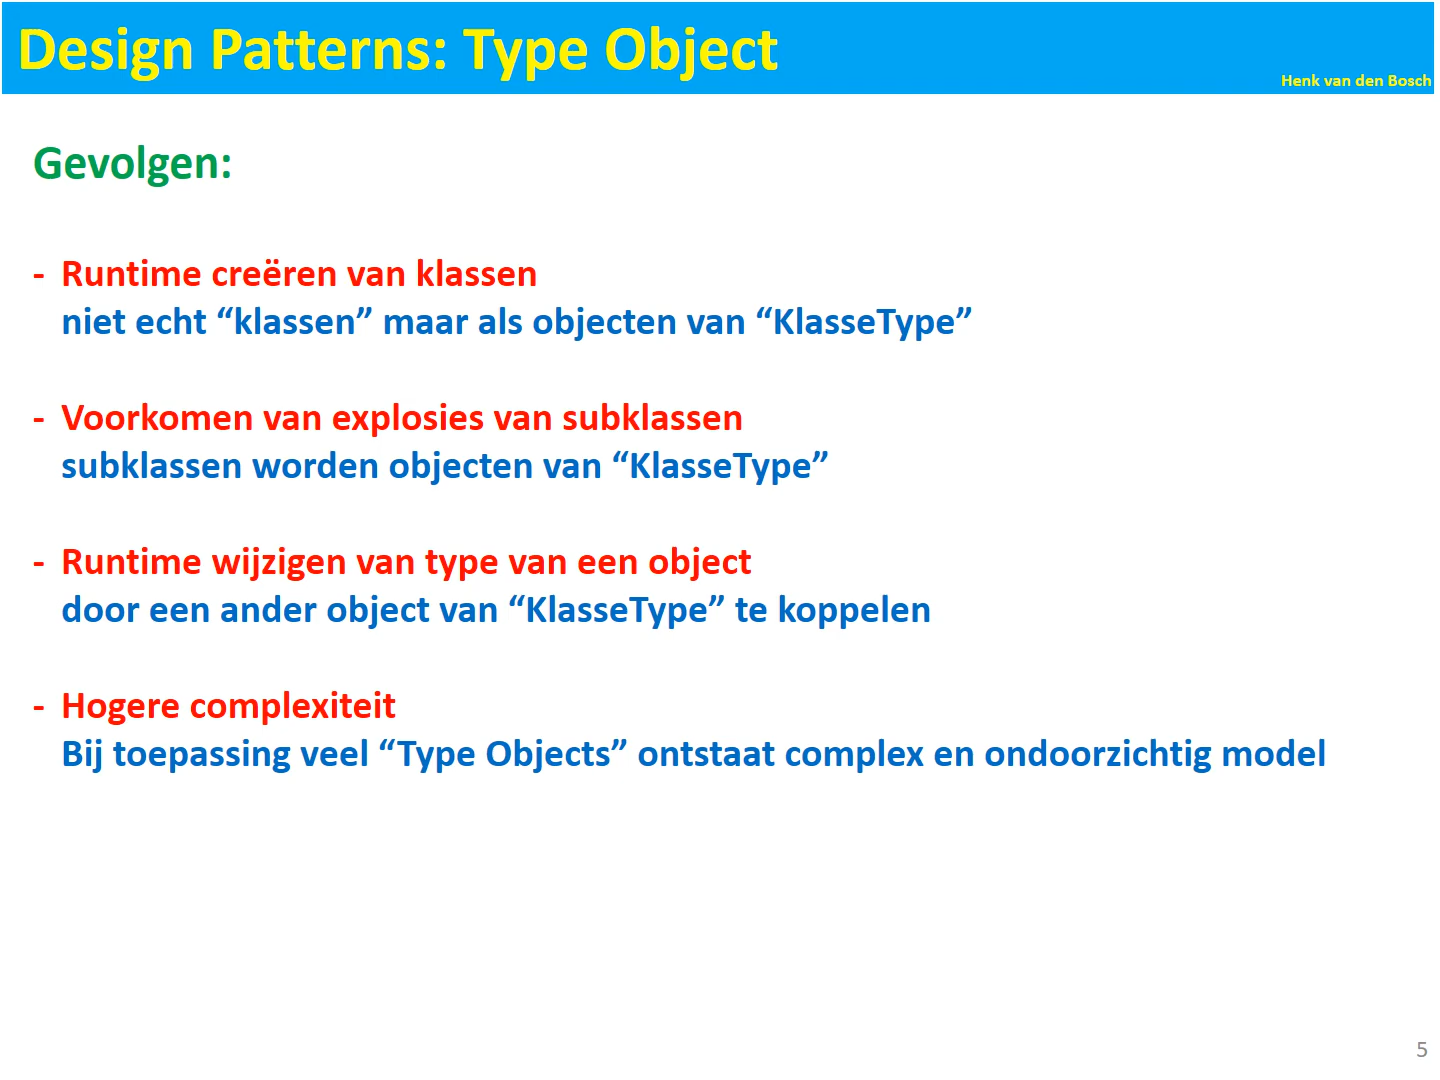 Design Patterns: Type Object
Henk van den Bosch
Gevolgen:
- Runtime creëren van klassen
niet echt “klassen” maar als objecten van “KlasseType”
- Voorkomen van explosies van subklassen
subklassen worden objecten van “KlasseType”
- Runtime wijzigen van type van een object
door een ander object van “KlasseType” te koppelen
- Hogere complexiteit
Bij toepassing veel “Type Objects” ontstaat complex en ondoorzichtig model
5